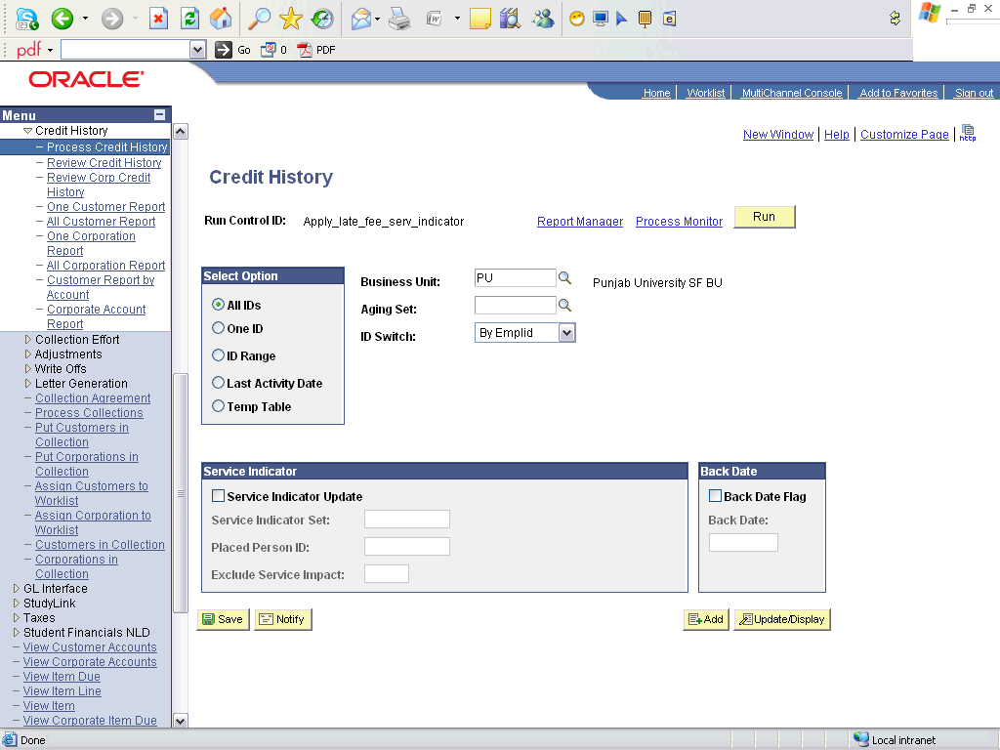 pdf
Go
0
PDF
ORACLE®
Home
Worklist
MultiChannel Console
Add to Favorites
Sign out
Menu
Credit History
Process Credit History
Review Credit History
Review Corp Credit
History
One Customer Report
All Customer Report
One Corporation
Report
All Corporation Report
Customer Report by
Account
Corporate Account
Report
Collection Effort
Adjustments
Write Offs
Letter Generation
Collection Agreement
Process Collections
Put Customers in
Collection
Put Corporations in
Collection
Assign Customers to
Worklist
Assign Corporation to
Worklist
Customers in Collection
Corporations in
Collection
GL Interface
StudyLink
Taxes
Student Financials NLD
View Customer Accounts
View Corporate Accounts
View Item Due
View Item Line
View Item
View Corporate Item Due
New Window
Help
Customize Page
http
Credit History
Run Control ID:
Apply_late_fee_serv_indicator
Report Manager
Process Monitor
Run
Select Option
All IDs
One ID
ID Range
Last Activity Date
Temp Table
Business Unit:
PU
Punjab University SF BU
Aging Set:
ID Switch:
By Emplid
Service Indicator
Service Indicator Update
Service Indicator Set:
Placed Person ID:
Exclude Service Impact:
Back Date
Back Date Flag
Back Date:
Save
Notify
Add
Update/Display
Done
Local intranet